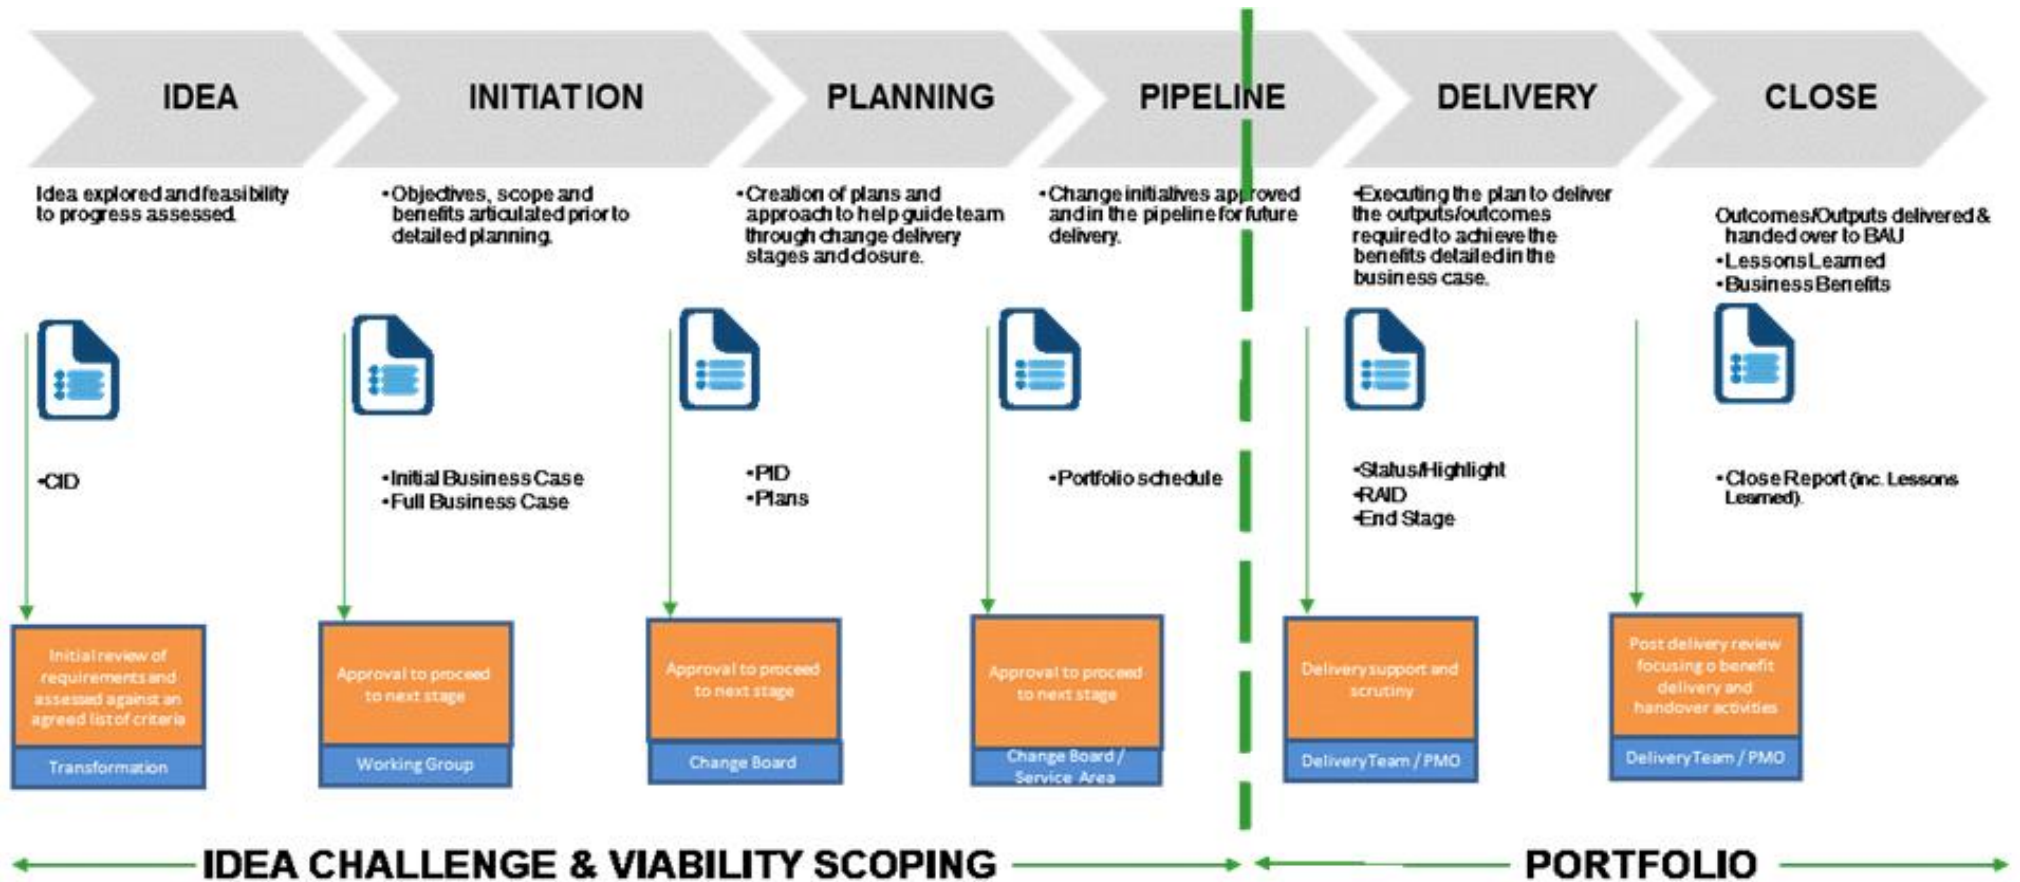 IDEA
INITIATION
PLANNING
PIPELINE
DELIVERY
CLOSE
Idea explored and feasibility
to progress assessed.
•Objectives, scope and
benefits articulated prior to
detailed planning.
•Creation of plans and
approach to help guide team
through change delivery
stages and closure.
•Change initiatives approved
and in the pipeline for future
delivery.
•Executing the plan to deliver
the outputs/outcomes
required to achieve the
benefits detailed in the
business case.
Outcomes/Outputs delivered &
handed over to BAU
•Lessons Learned
•Business Benefits
•CID
•Initial Business Case
•Full Business Case
•PID
•Plans
•Portfolio schedule
•Status/Highlight
•RAID
•End Stage
•Close Report (inc. Lessons
Learned).
Initial review of
requirements and
assessed against an
agreed list of criteria
Transformation
Approval to proceed
to next stage
Working Group
Approval to proceed
to next stage
Change Board
Approval to proceed
to next stage
Change Board /
Service Area
Delivery support and
scrutiny
Delivery Team / PMO
Post delivery review
focusing o benefit
delivery and
handover activities
Delivery Team / PMO
IDEA CHALLENGE & VIABILITY SCOPING
PORTFOLIO